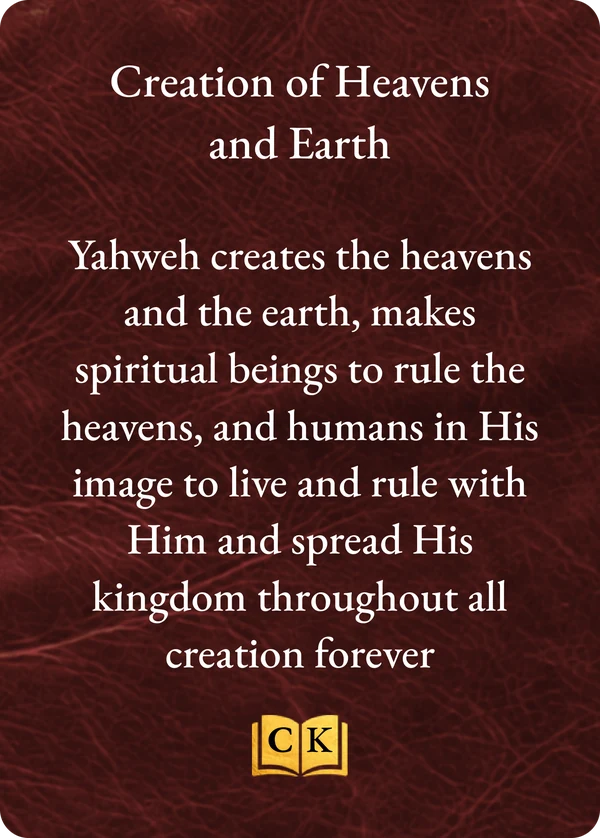 Creation of Heavens
and Earth
Yahweh creates the heavens
and the earth, makes
spiritual beings to rule the
heavens, and humans in His
image to live and rule with
Him and spread His
kingdom throughout all
creation forever
C K